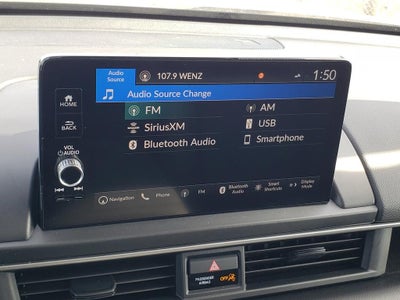 Audio
Source
107.9 WENZ
1:50
HOME
Audio Source Change
FM
AM
BACK
SiriusXM
USB
VOL
AUDIO
Bluetooth Audio
Smartphone
Navigation
Phone
FM
Bluetooth
Audio
Smart
Shortcuts
Display
Mode
PASSENGER
AIRBAG
OFF